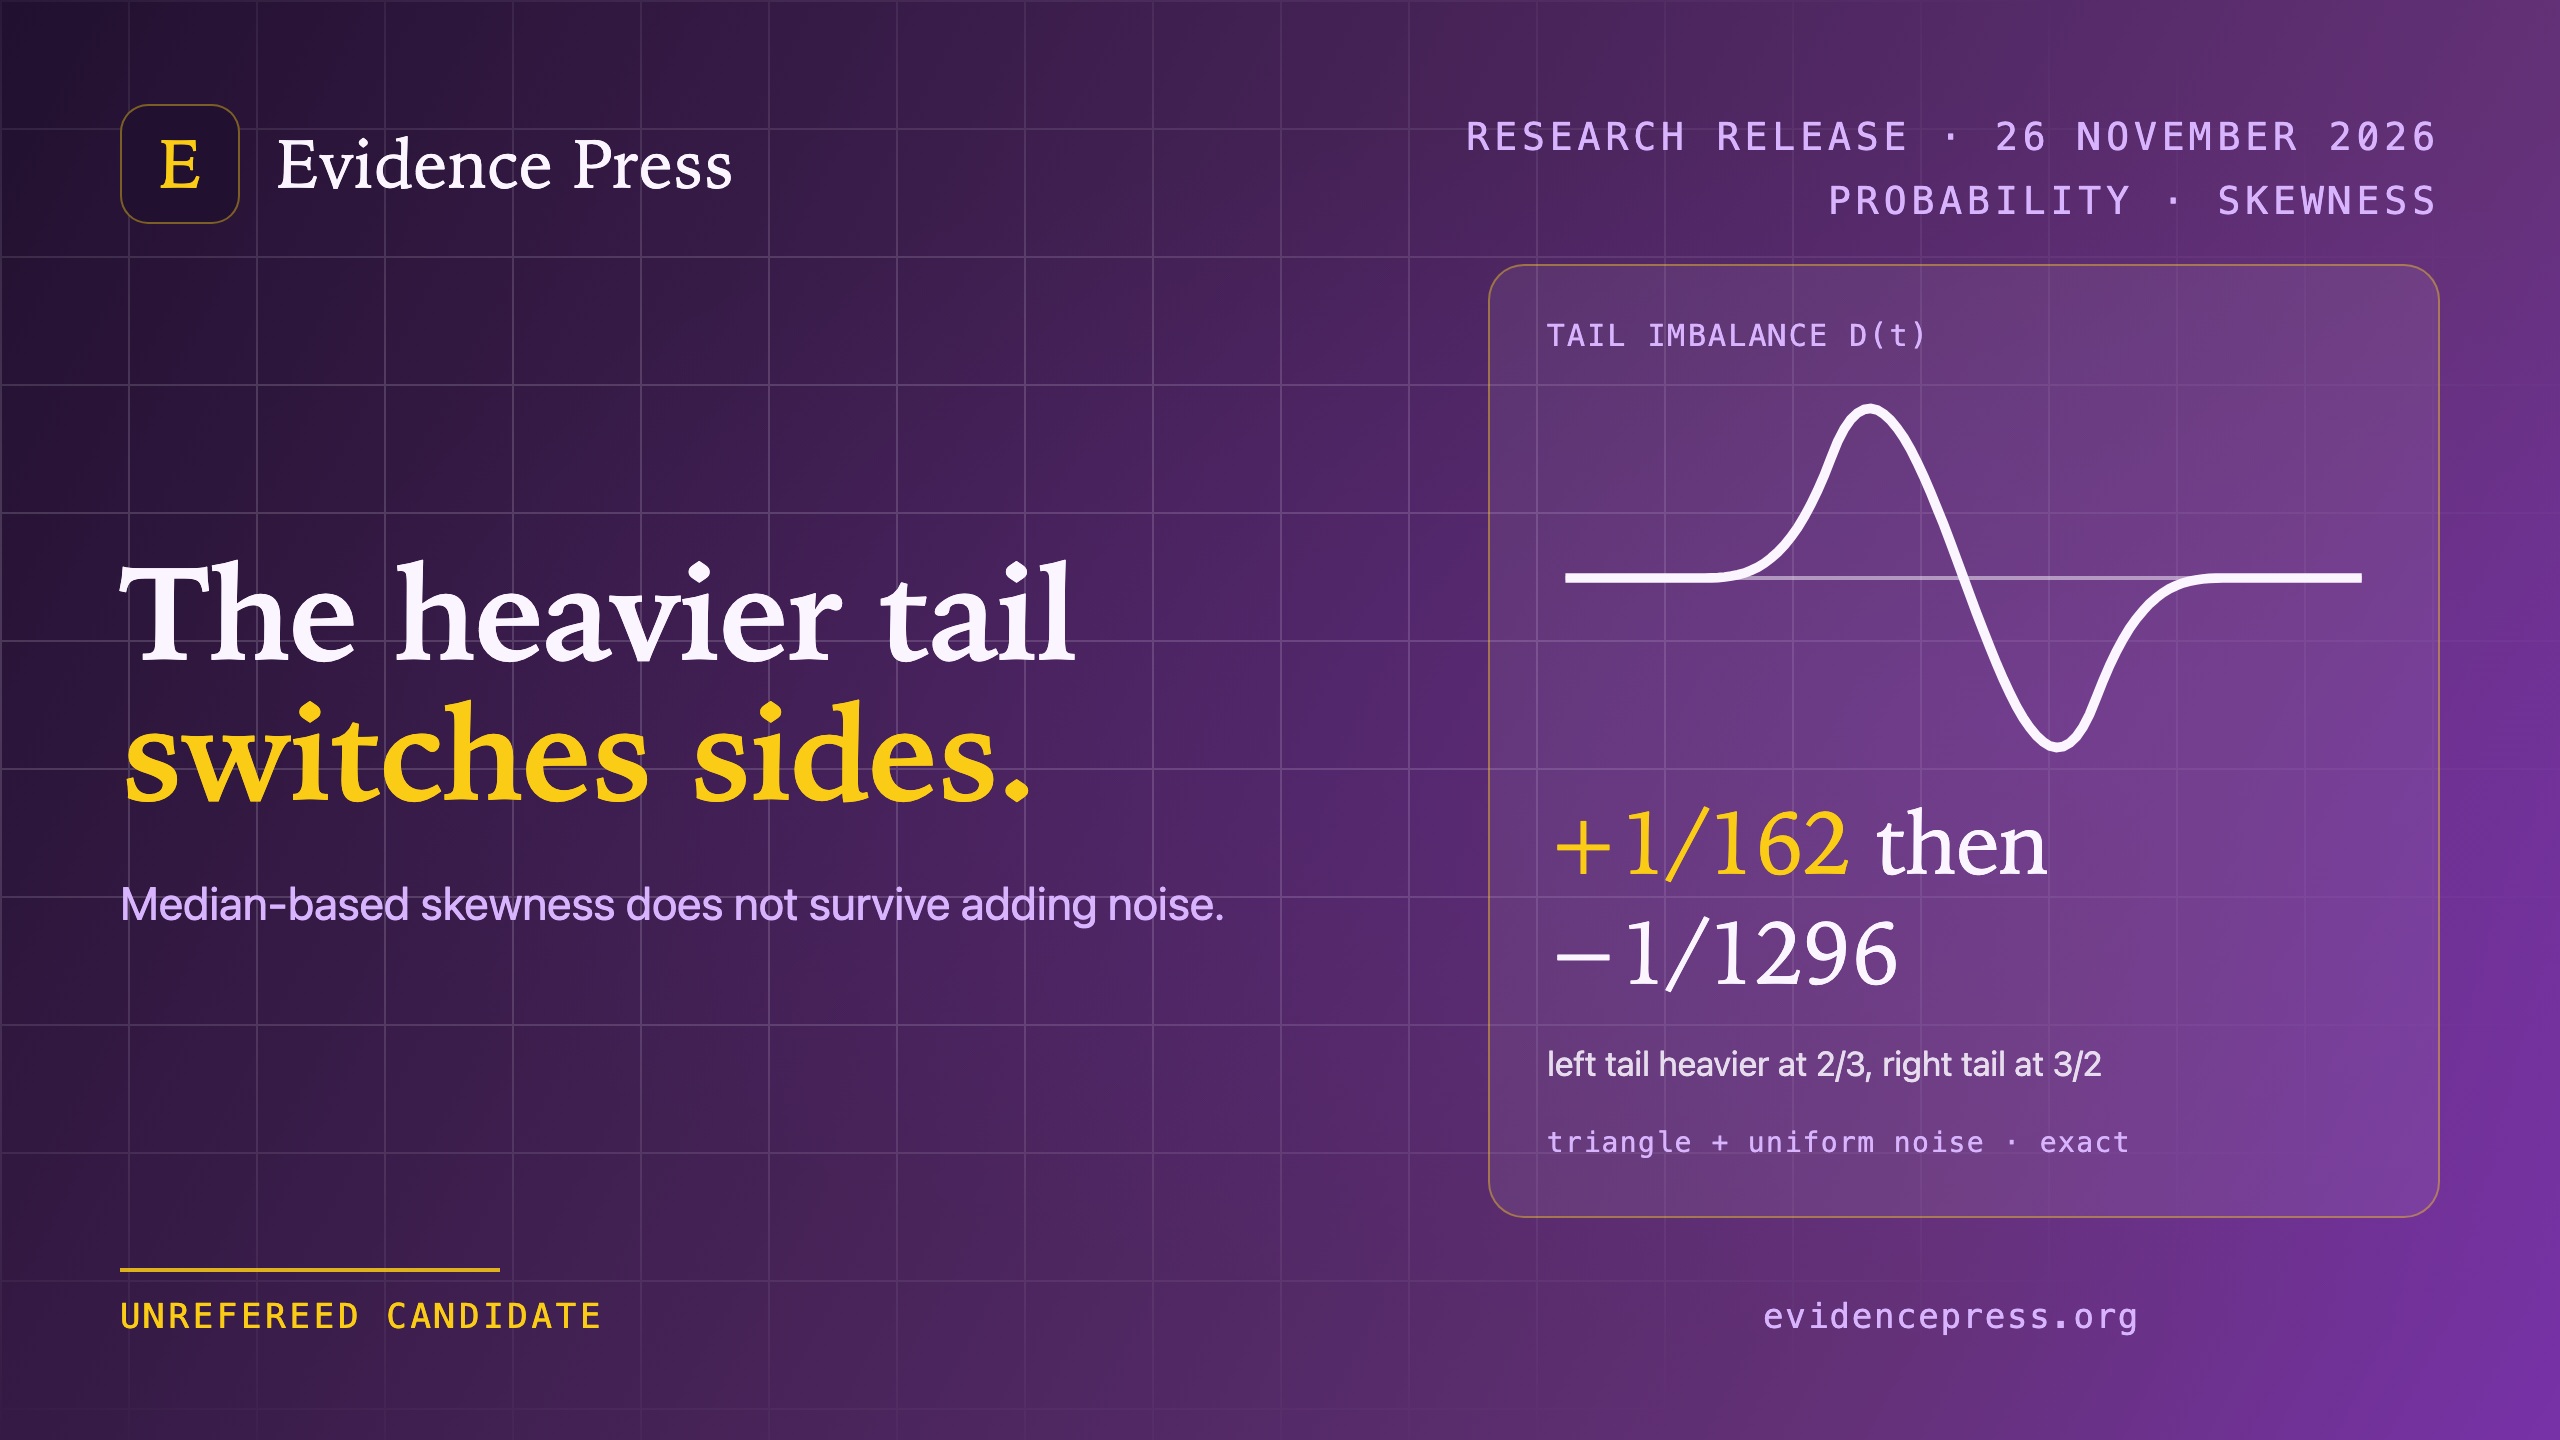 E
Evidence Press
RESEARCH RELEASE · 26 NOVEMBER 2026
PROBABILITY · SKEWNESS
The heavier tail
switches sides.
Median-based skewness does not survive adding noise.
TAIL IMBALANCE D(t)
+1/162 then
−1/1296
left tail heavier at 2/3, right tail at 3/2
triangle + uniform noise · exact
UNREFEREED CANDIDATE
evidencepress.org